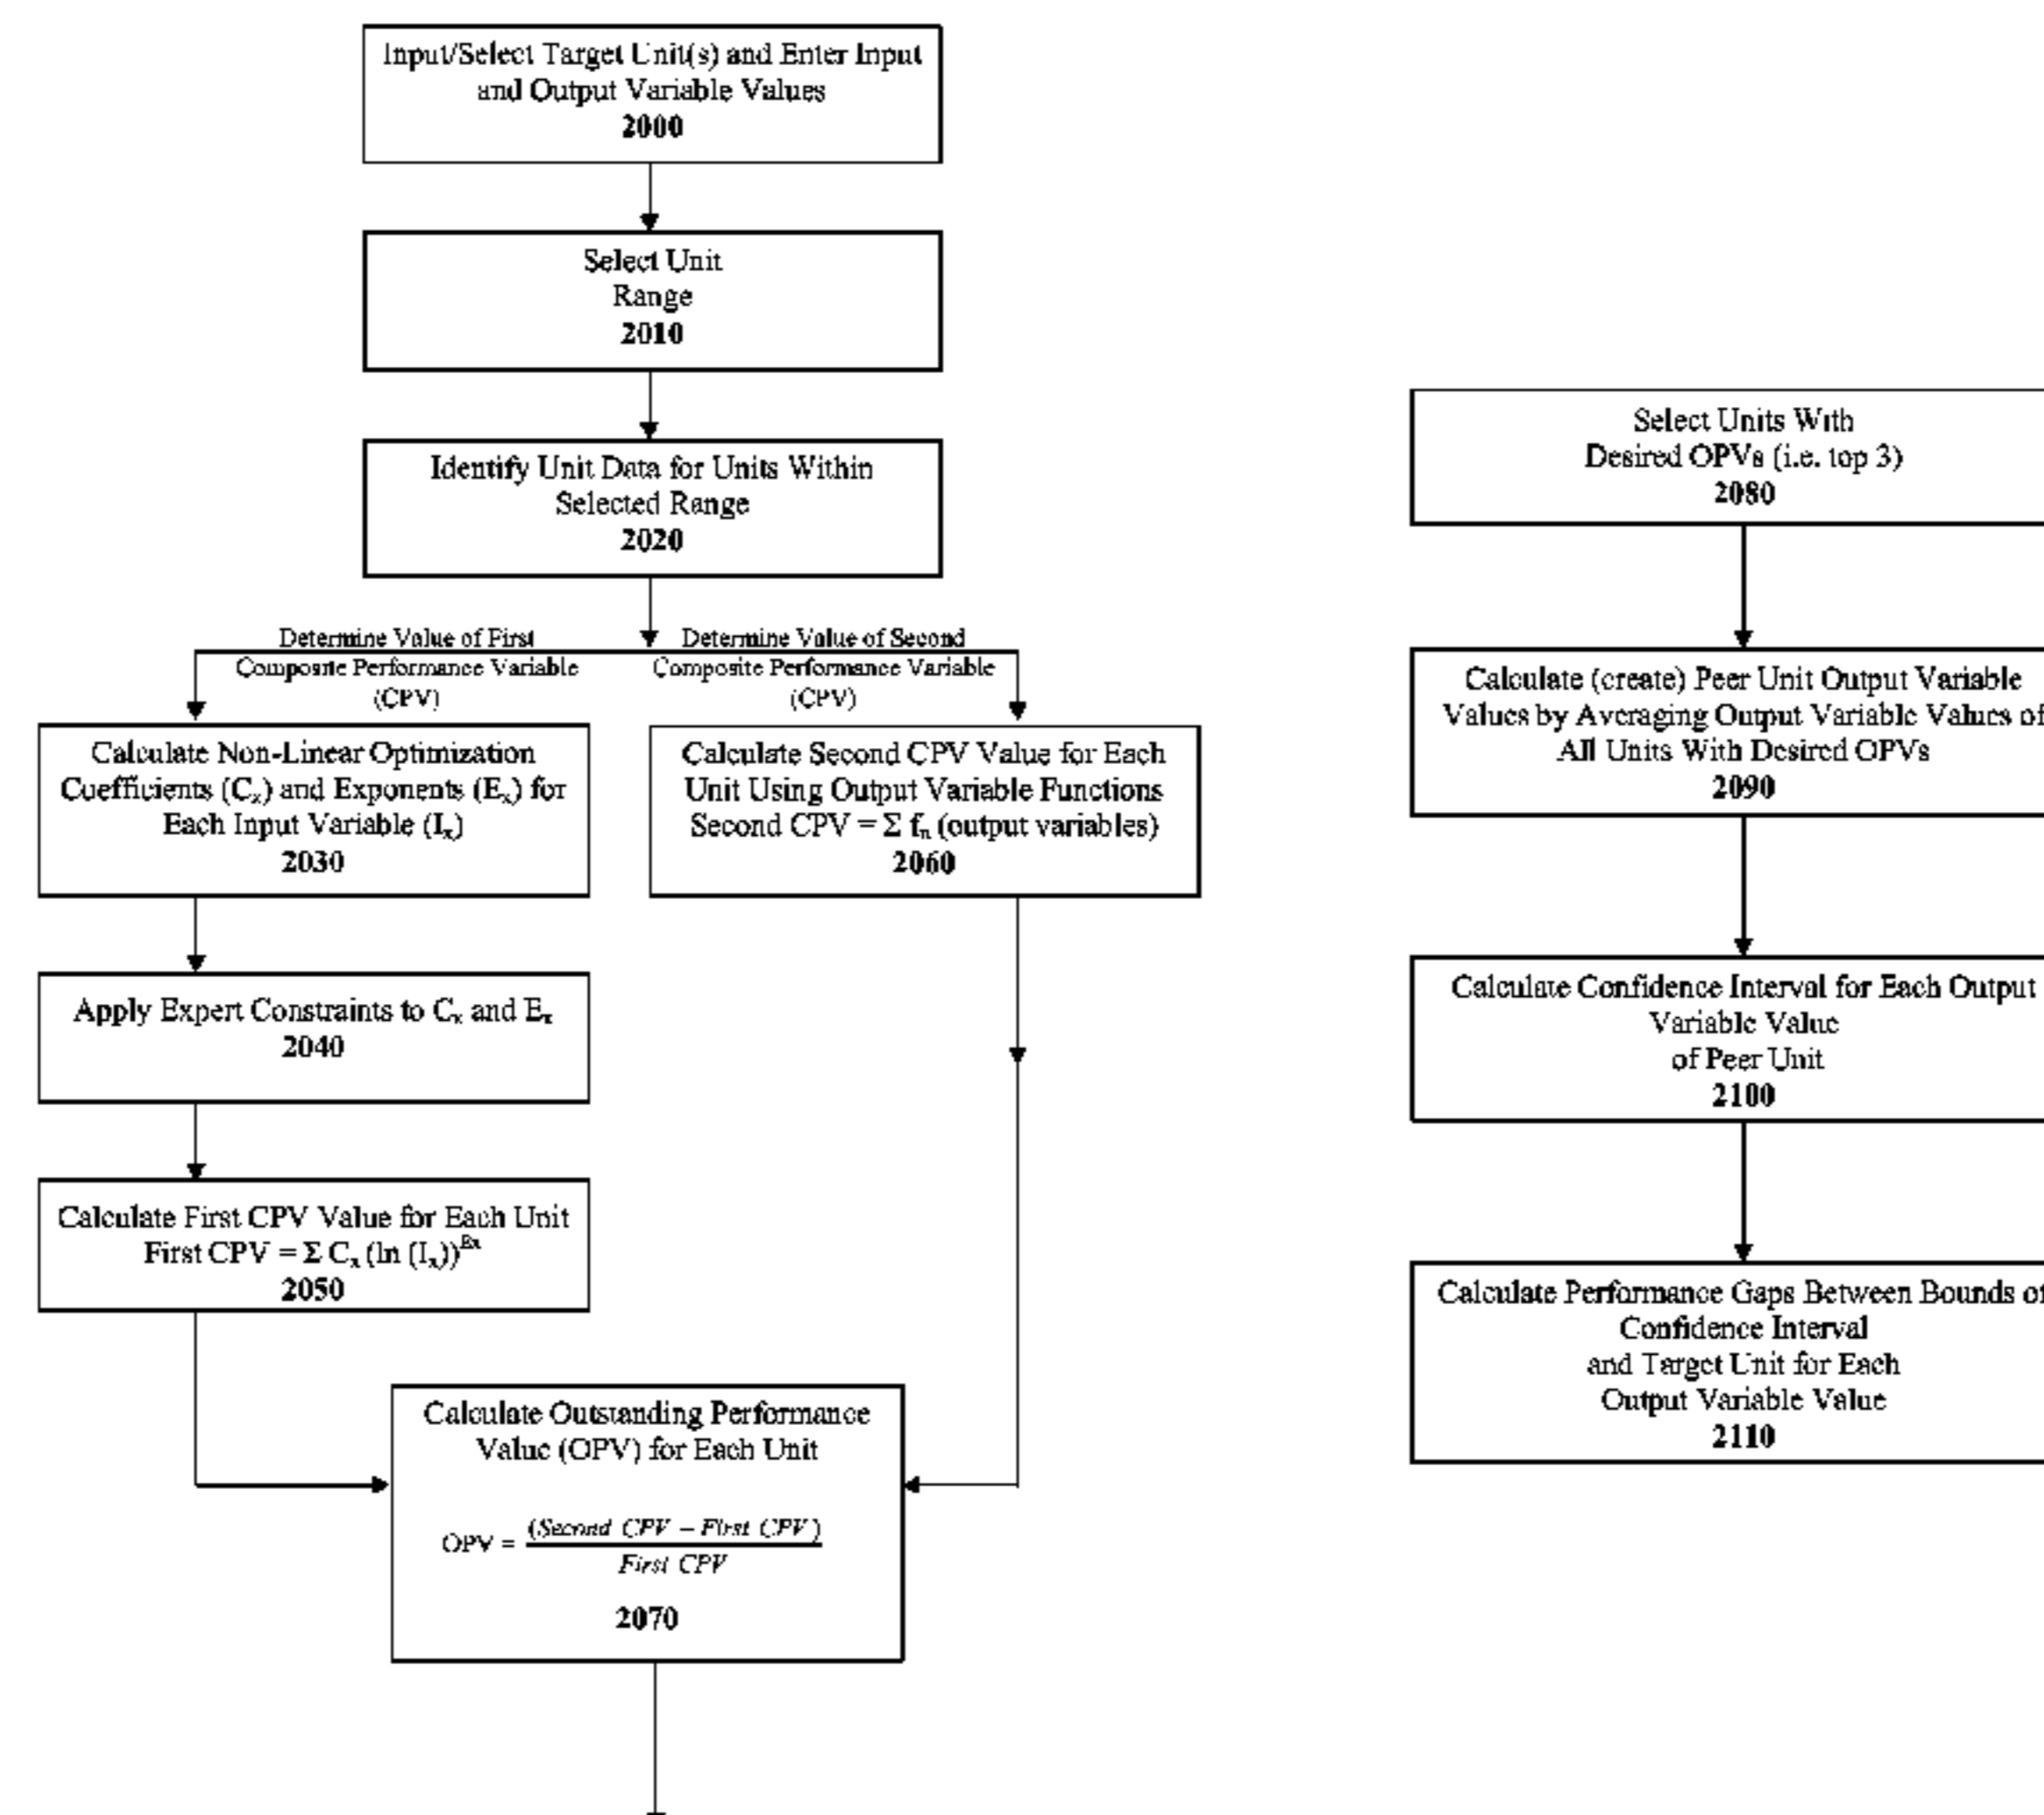 Input/Select Target Unit(s) and Enter Input
and Output Variable Values
2000
Select Unit
Range
2010
Identify Unit Data for Units Within
Selected Range
2020
Determine Value of First
Composite Performance Variable
(CPV)
Determine Value of Second
Composite Performance Variable
(CPV)
Calculate Non-Linear Optimization
Coefficients (Cₓ) and Exponents (Eₓ) for
Each Input Variable (Iₓ)
2030
Calculate Second CPV Value for Each
Unit Using Output Variable Functions
Second CPV = Σ fₙ (output variables)
2060
Apply Expert Constraints to Cₓ and Eₓ
2040
Calculate First CPV Value for Each Unit
First CPV = Σ Cₓ (ln (Iₓ))^Ex
2050
Calculate Outstanding Performance
Value (OPV) for Each Unit
OPV = (Second CPV – First CPV)
First CPV
2070
Select Units With
Desired OPVs (i.e. top 3)
2080
Calculate (create) Peer Unit Output Variable
Values by Averaging Output Variable Values of
All Units With Desired OPVs
2090
Calculate Confidence Interval for Each Output
Variable Value
of Peer Unit
2100
Calculate Performance Gaps Between Bounds of
Confidence Interval
and Target Unit for Each
Output Variable Value
2110